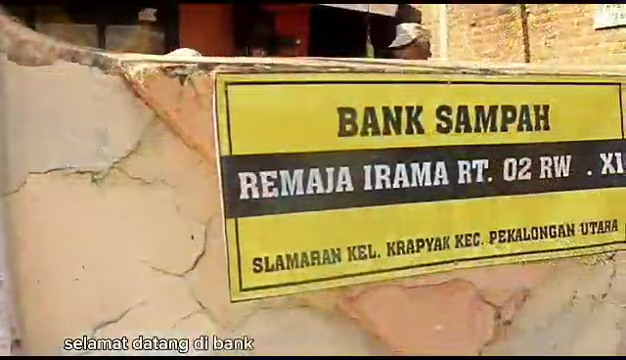 BANK SAMPAH
REMAJA IRAMA RT. 02 RW . XI
SLAMARAN KEL. KRAPYAK KEC. PEKALONGAN UTARA
selamat datang di bank